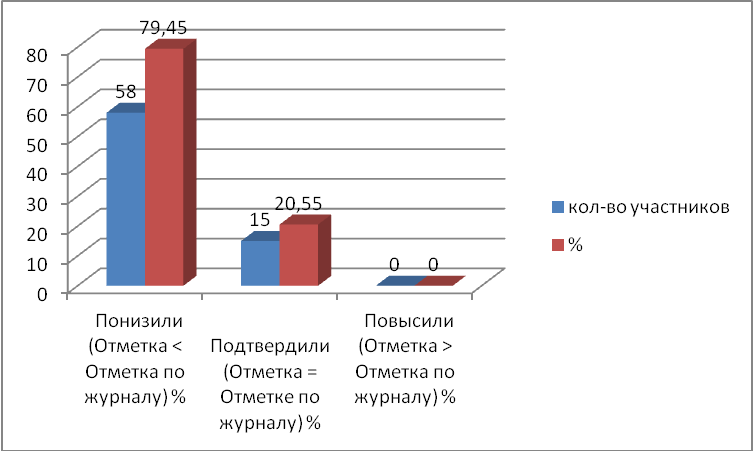 80
70
60
50
40
30
20
10
0
79,45
58
15
20,55
0
0
Понизили
(Отметка <
Отметка по
журналу) %
Подтвердили
(Отметка =
Отметке по
журналу) %
Повысили
(Отметка >
Отметка по
журналу) %
кол-во участников
%